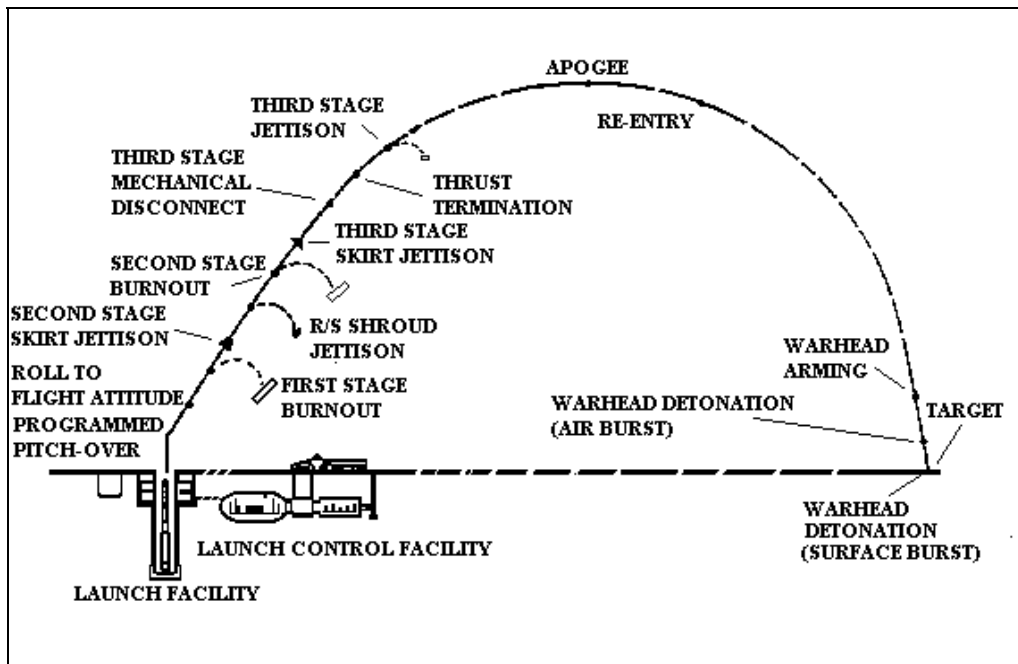 APOGEE
THIRD STAGE
JETTISON
RE-ENTRY
THIRD STAGE
MECHANICAL
DISCONNECT
THRUST
TERMINATION
THIRD STAGE
SKIRT JETTISON
SECOND STAGE
BURNOUT
SECOND STAGE
SKIRT JETTISON
R/S SHROUD
JETTISON
ROLL TO
FLIGHT ATTITUDE
FIRST STAGE
BURNOUT
PROGRAMMED
PITCH-OVER
WARHEAD
ARMING
WARHEAD DETONATION
(AIR BURST)
TARGET
WARHEAD
DETONATION
(SURFACE BURST)
LAUNCH CONTROL FACILITY
LAUNCH FACILITY